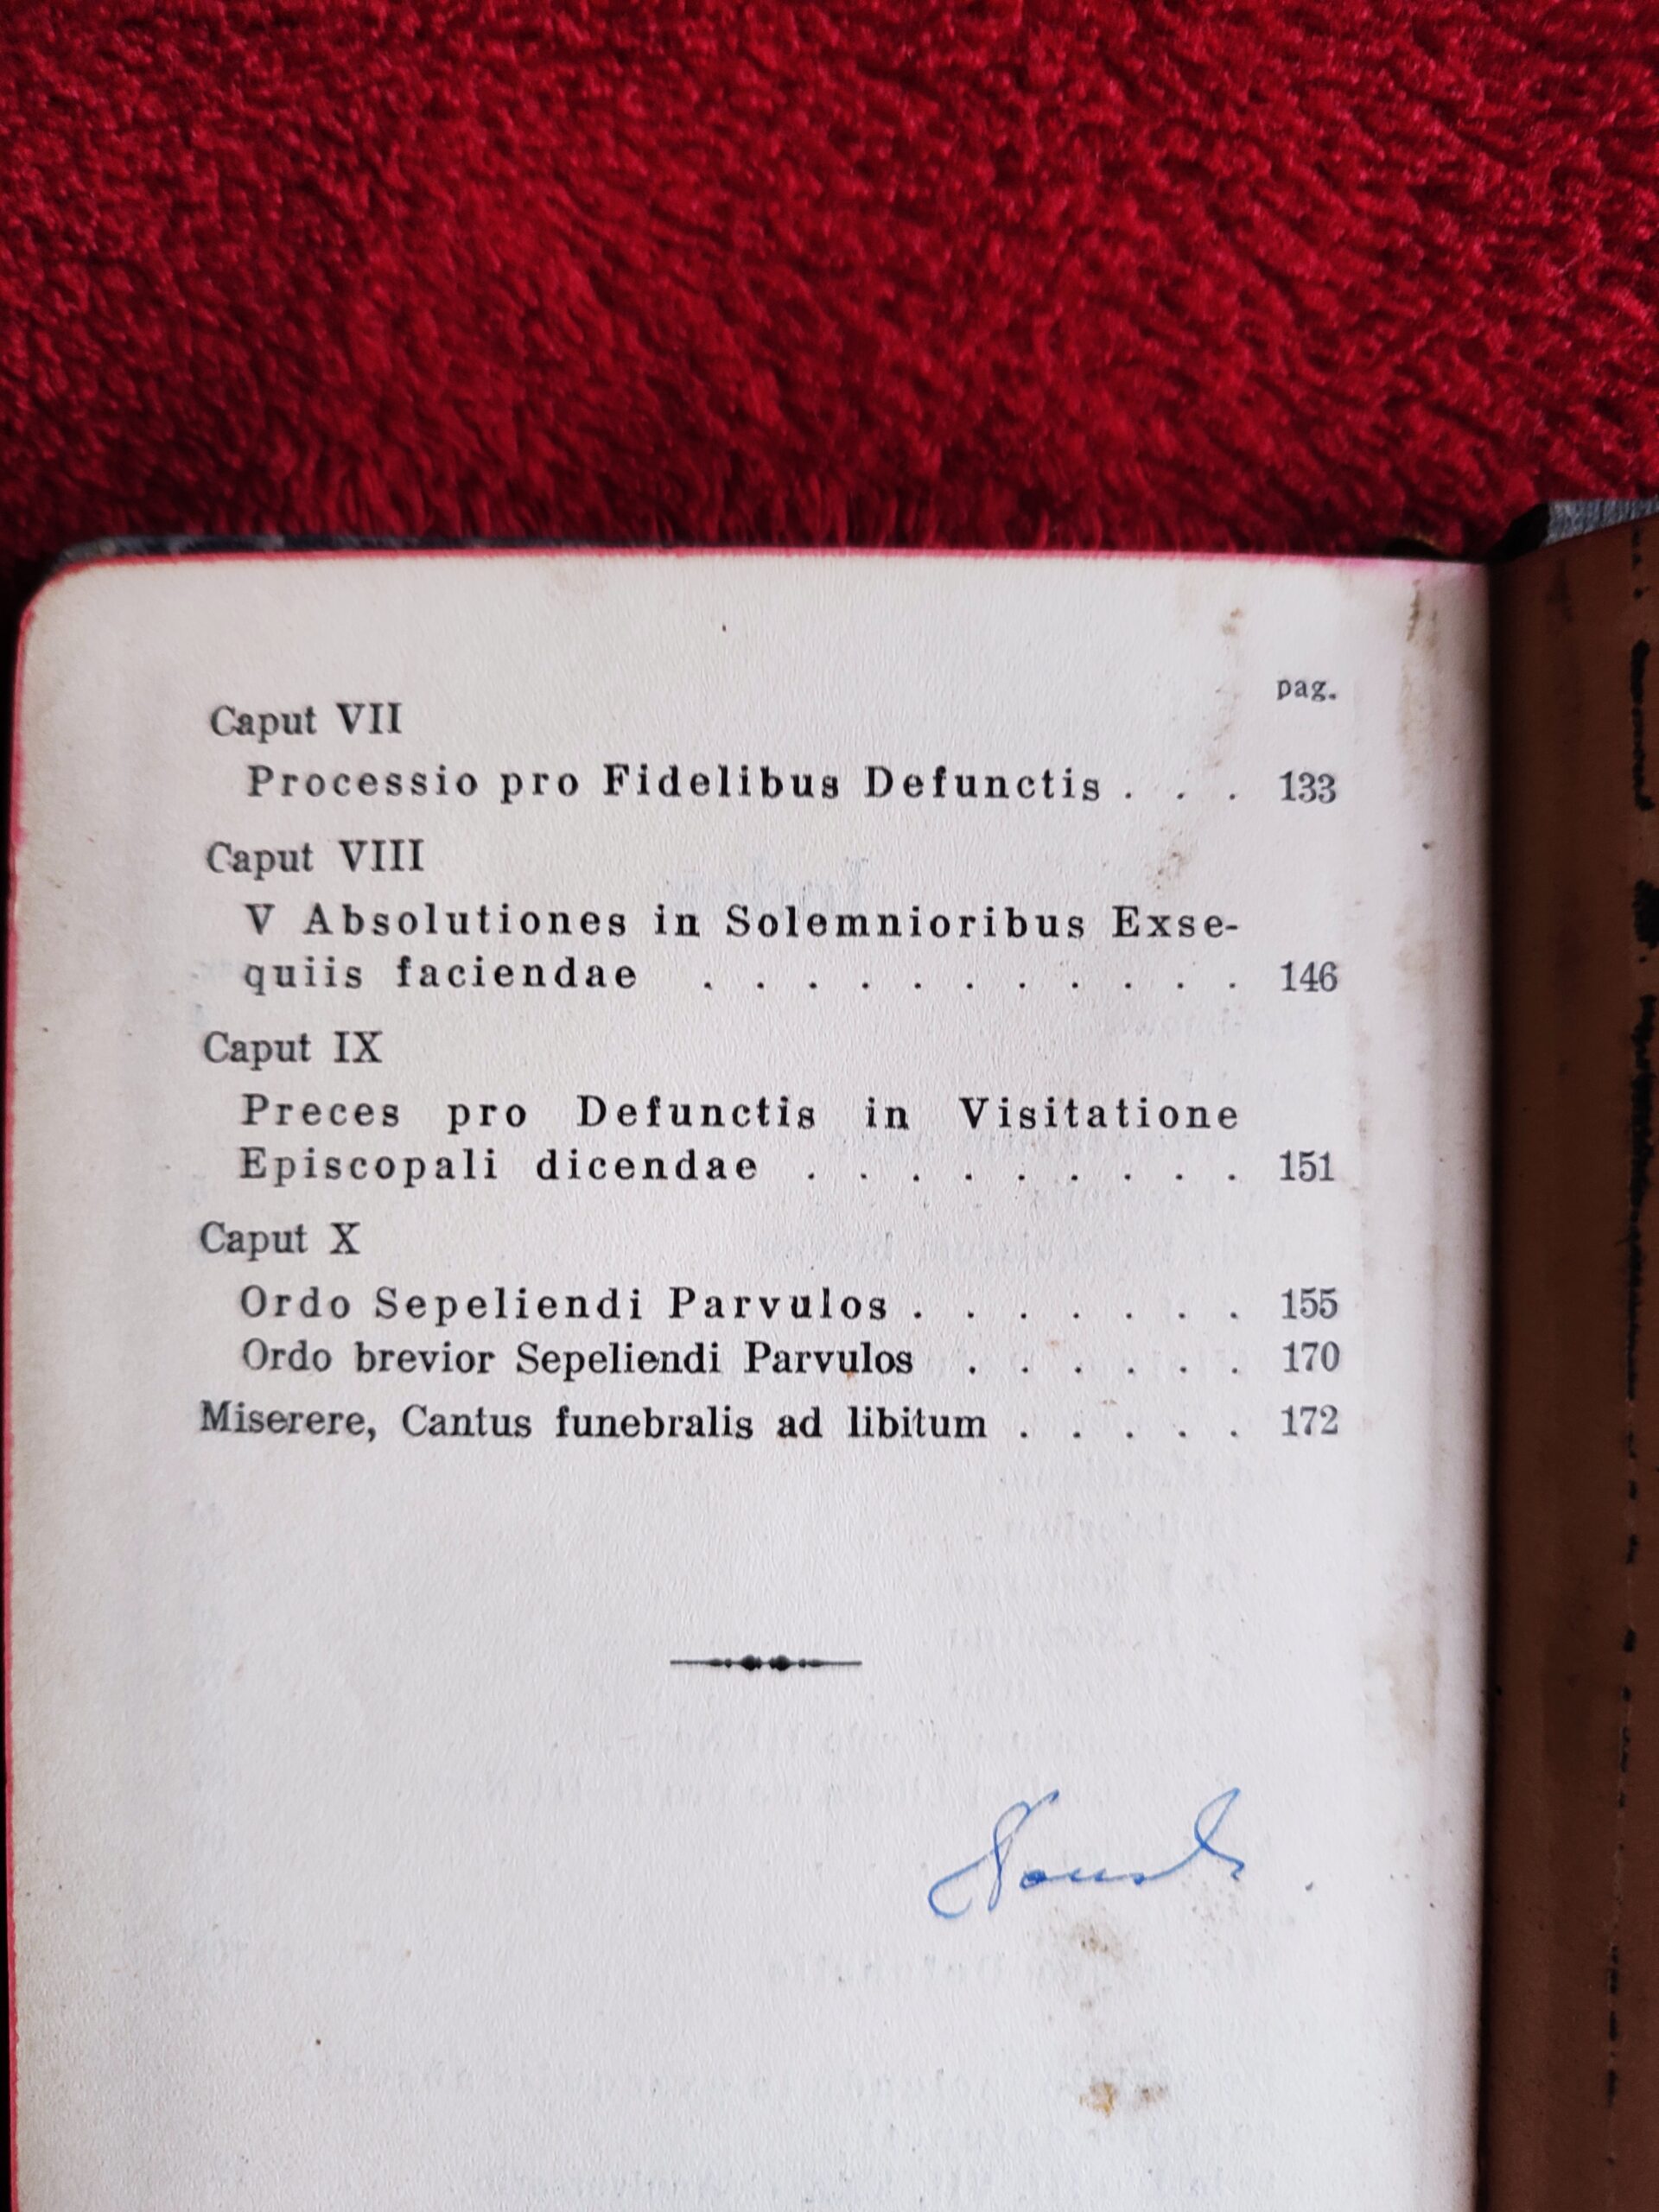 pag.
Caput VII
Processio pro Fidelibus Defunctis . . . 133
Caput VIII
V Absolutiones in Solemnioribus Exse-
quiis faciendae . . . . . . . . . . . 146
Caput IX
Preces pro Defunctis in Visitatione
Episcopali dicendae . . . . . . . . . 151
Caput X
Ordo Sepeliendi Parvulos . . . . . . . 155
Ordo brevior Sepeliendi Parvulos . . . . . . 170
Miserere, Cantus funebralis ad libitum . . . . . 172